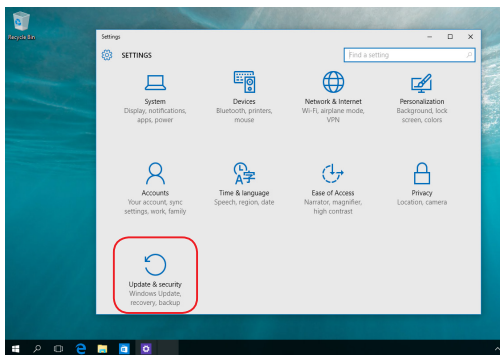 Recycle Bin
Settings
SETTINGS
Find a setting
System
Display, notifications,
apps, power
Devices
Bluetooth, printers,
mouse
Network & Internet
Wi-Fi, airplane mode,
VPN
Personalization
Background, lock
screen, colors
Accounts
Your account, sync
settings, work, family
Time & language
Speech, region, date
Ease of Access
Narrator, magnifier,
high contrast
Privacy
Location, camera
Update & security
Windows Update,
recovery, backup